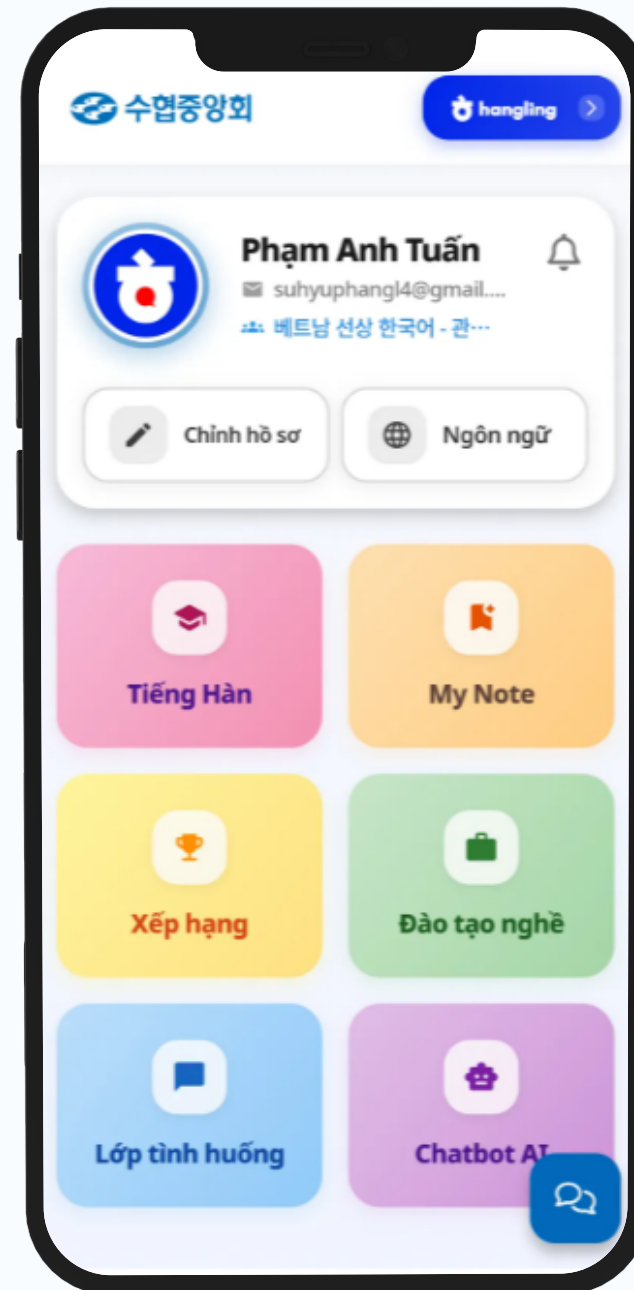 수협중앙회
hangling
Phạm Anh Tuấn
suhyuphangl4@gmail....
베트남 선상 한국어 - 관…
Chỉnh hồ sơ
Ngôn ngữ
Tiếng Hàn
My Note
Xếp hạng
Đào tạo nghề
Lớp tình huống
Chatbot AI